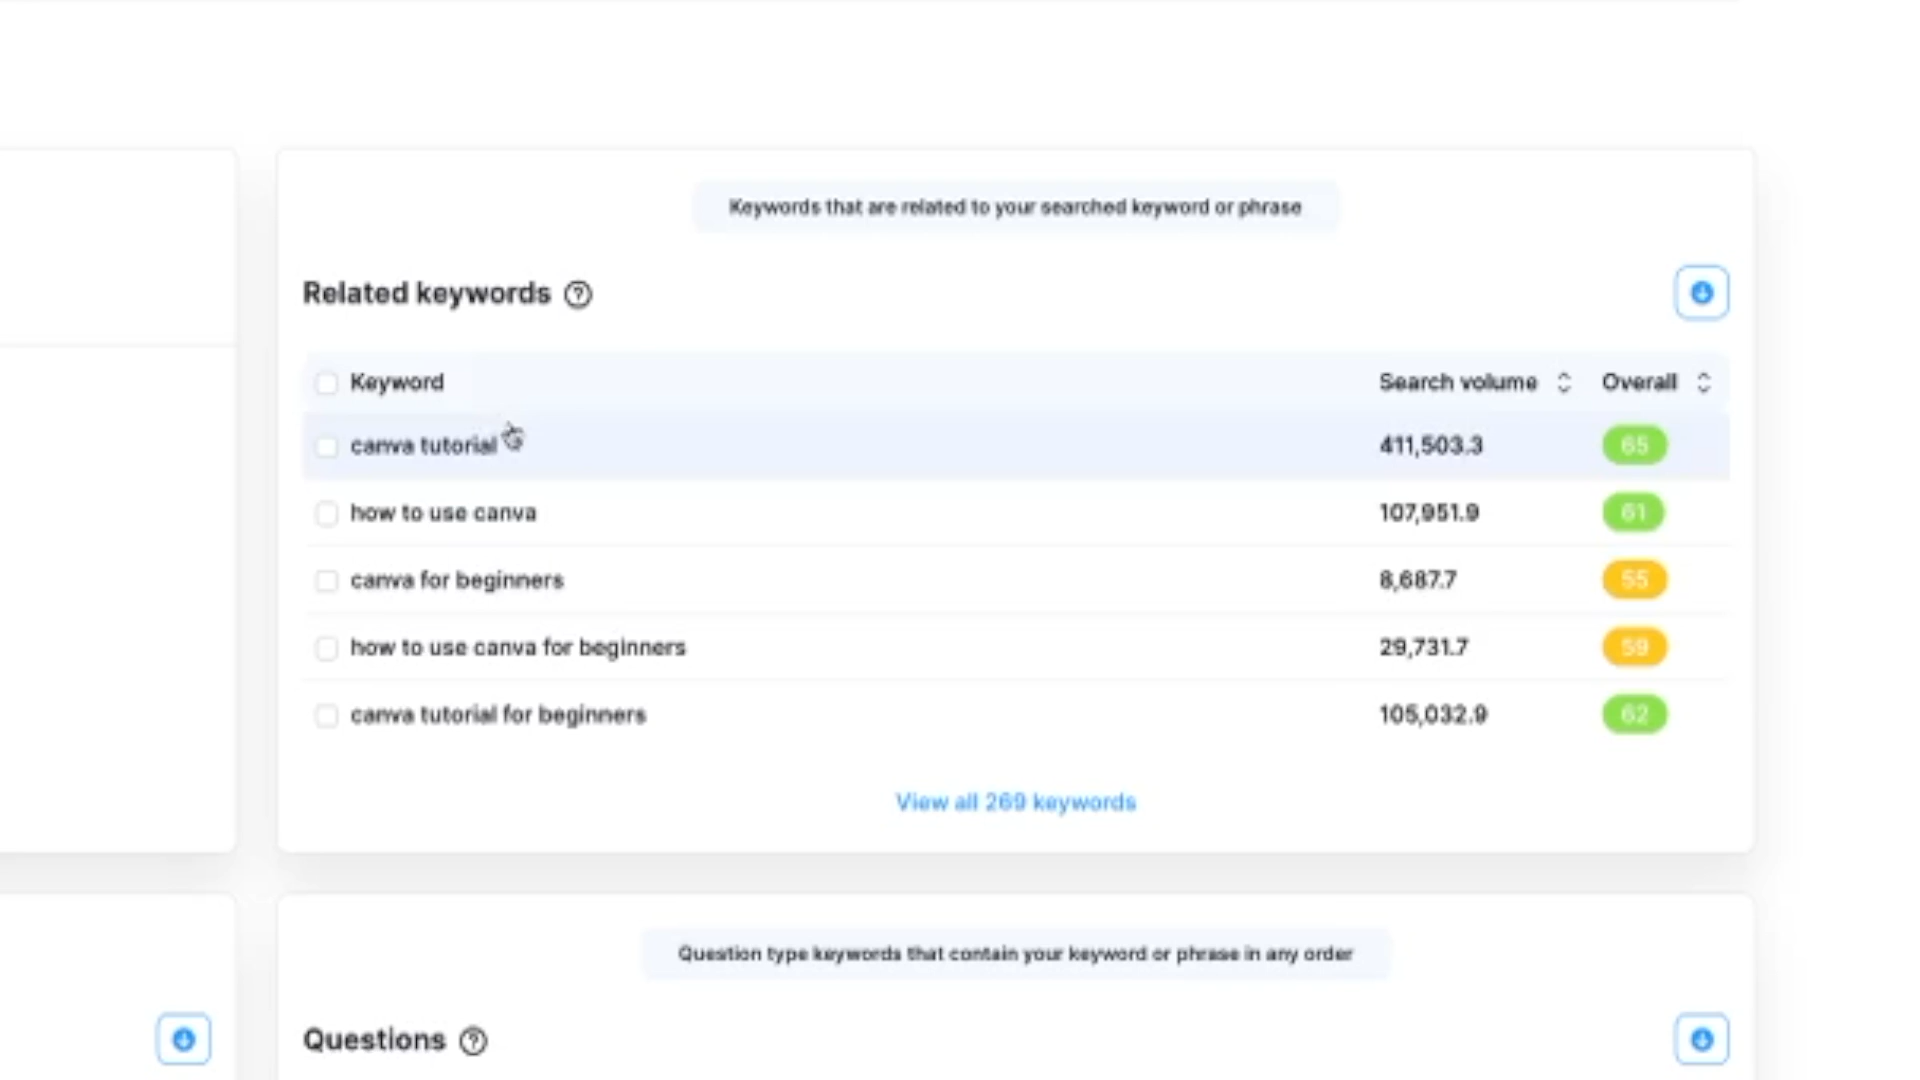 Keywords that are related to your searched keyword or phrase
Related keywords
Keyword Search volume Overall
canva tutorial 411,503.3 65
how to use canva 107,951.9 61
canva for beginners 8,687.7 55
how to use canva for beginners 29,731.7 59
canva tutorial for beginners 105,032.9 62
View all 269 keywords
Question type keywords that contain your keyword or phrase in any order
Questions